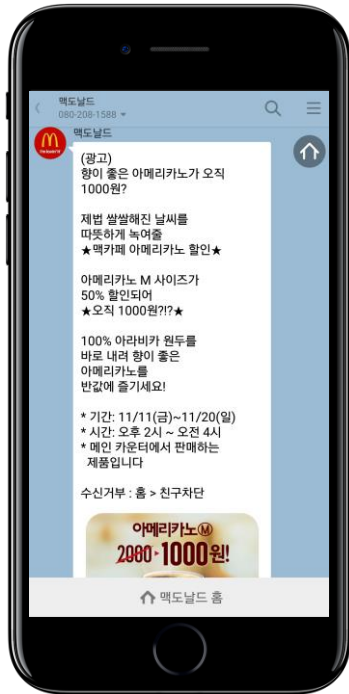 맥도날드
080-208-1588
맥도날드
(광고)
향이 좋은 아메리카노가 오직
1000원?
제법 쌀쌀해진 날씨를
따뜻하게 녹여줄
★맥카페 아메리카노 할인★
아메리카노 M 사이즈가
50% 할인되어
★오직 1000원?!?★
100% 아라비카 원두를
바로 내려 향이 좋은
아메리카노를
반값에 즐기세요!
* 기간: 11/11(금)~11/20(일)
* 시간: 오후 2시 ~ 오전 4시
* 메인 카운터에서 판매하는
제품입니다
수신거부 : 홈 > 친구차단
아메리카노Ⓜ
2000▸1000원!
맥도날드 홈